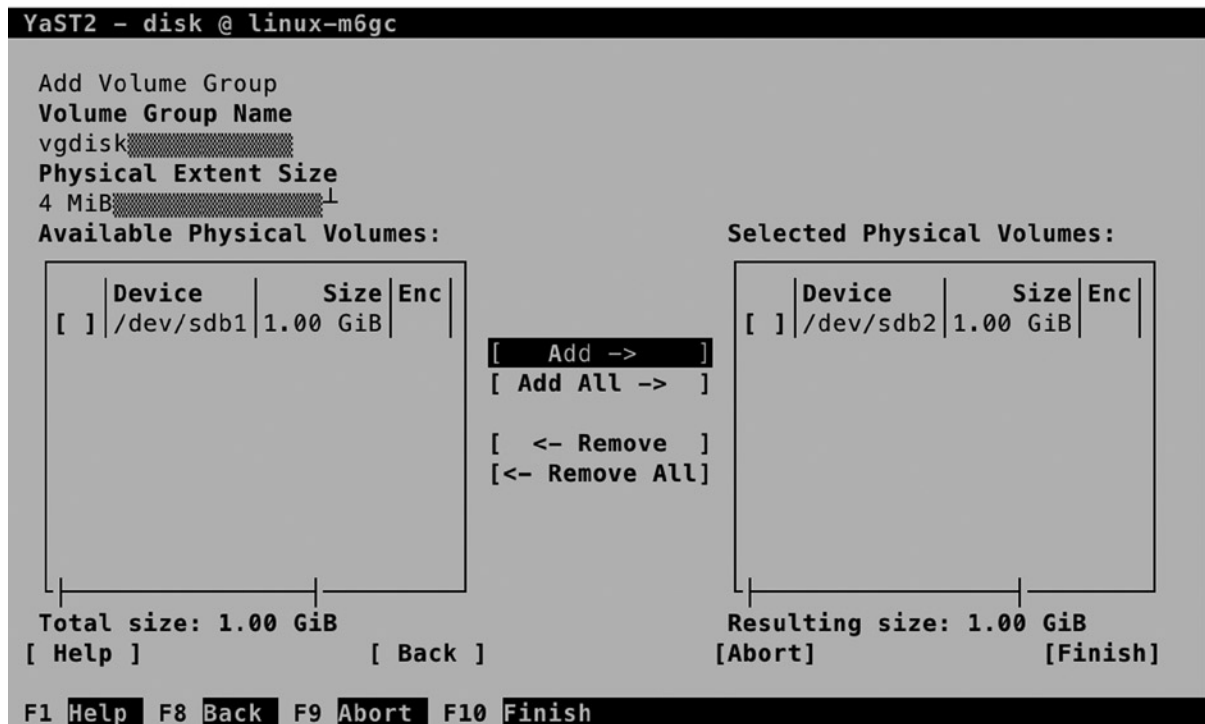 YaST2 - disk @ linux-m6gc
Add Volume Group
Volume Group Name
vgdisk
Physical Extent Size
4 MiB
Available Physical Volumes:
Device Size Enc
[ ] /dev/sdb1 1.00 GiB
Total size: 1.00 GiB
[ Add -> ]
[ Add All -> ]
[ <- Remove ]
[<- Remove All]
Selected Physical Volumes:
Device Size Enc
[ ] /dev/sdb2 1.00 GiB
Resulting size: 1.00 GiB
[ Help ] [ Back ] [Abort] [Finish]
F1 Help F8 Back F9 Abort F10 Finish